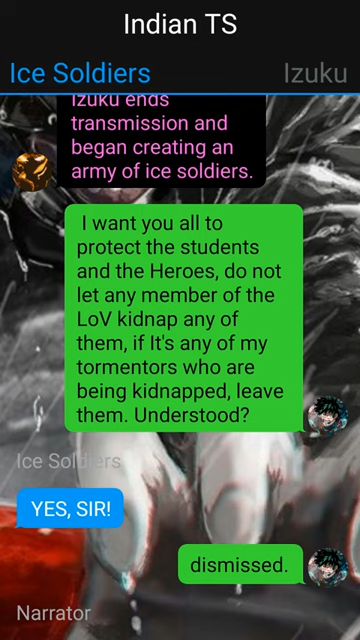 Indian TS
Ice Soldiers Izuku
Izuku ends
transmission and
began creating an
army of ice soldiers.
I want you all to
protect the students
and the Heroes, do not
let any member of the
LoV kidnap any of
them, if It's any of my
tormentors who are
being kidnapped, leave
them. Understood?
Ice Soldiers
YES, SIR!
dismissed.
Narrator